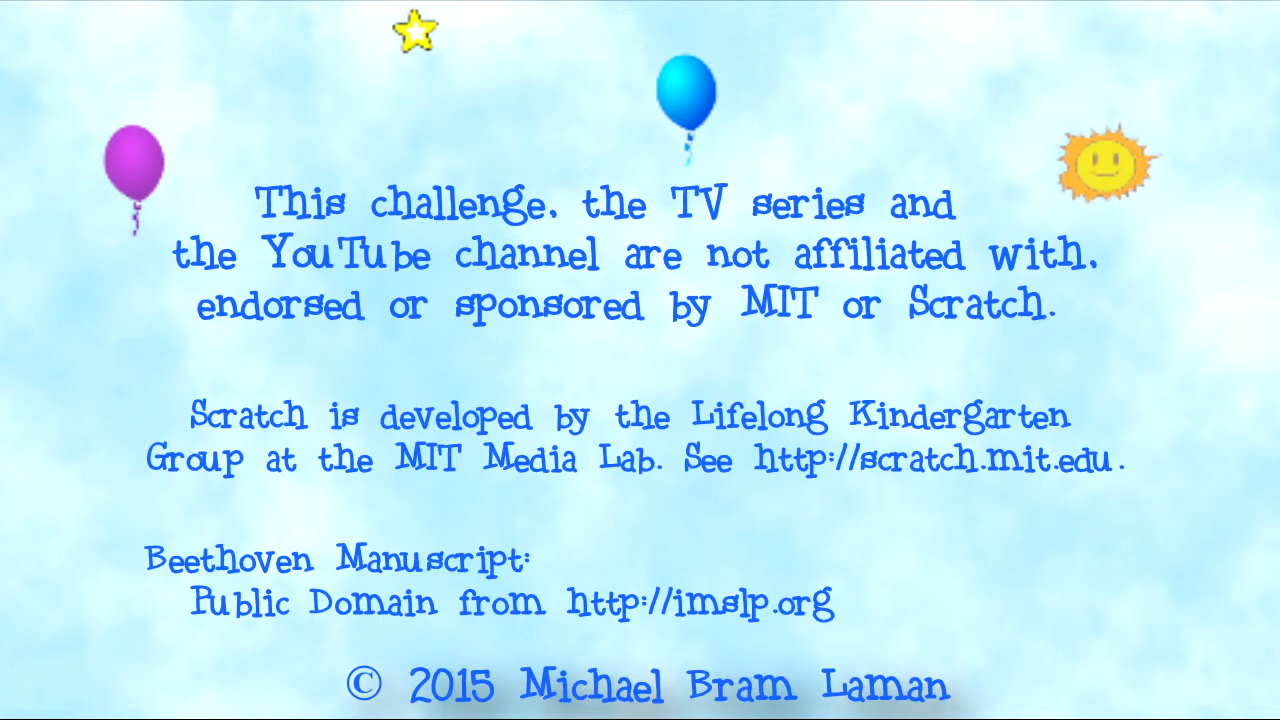 This challenge, the TV series and
the YouTube channel are not affiliated with,
endorsed or sponsored by MIT or Scratch.
Scratch is developed by the Lifelong Kindergarten
Group at the MIT Media Lab. See http://scratch.mit.edu.
Beethoven Manuscript:
Public Domain from http://imslp.org
© 2015 Michael Bram Laman